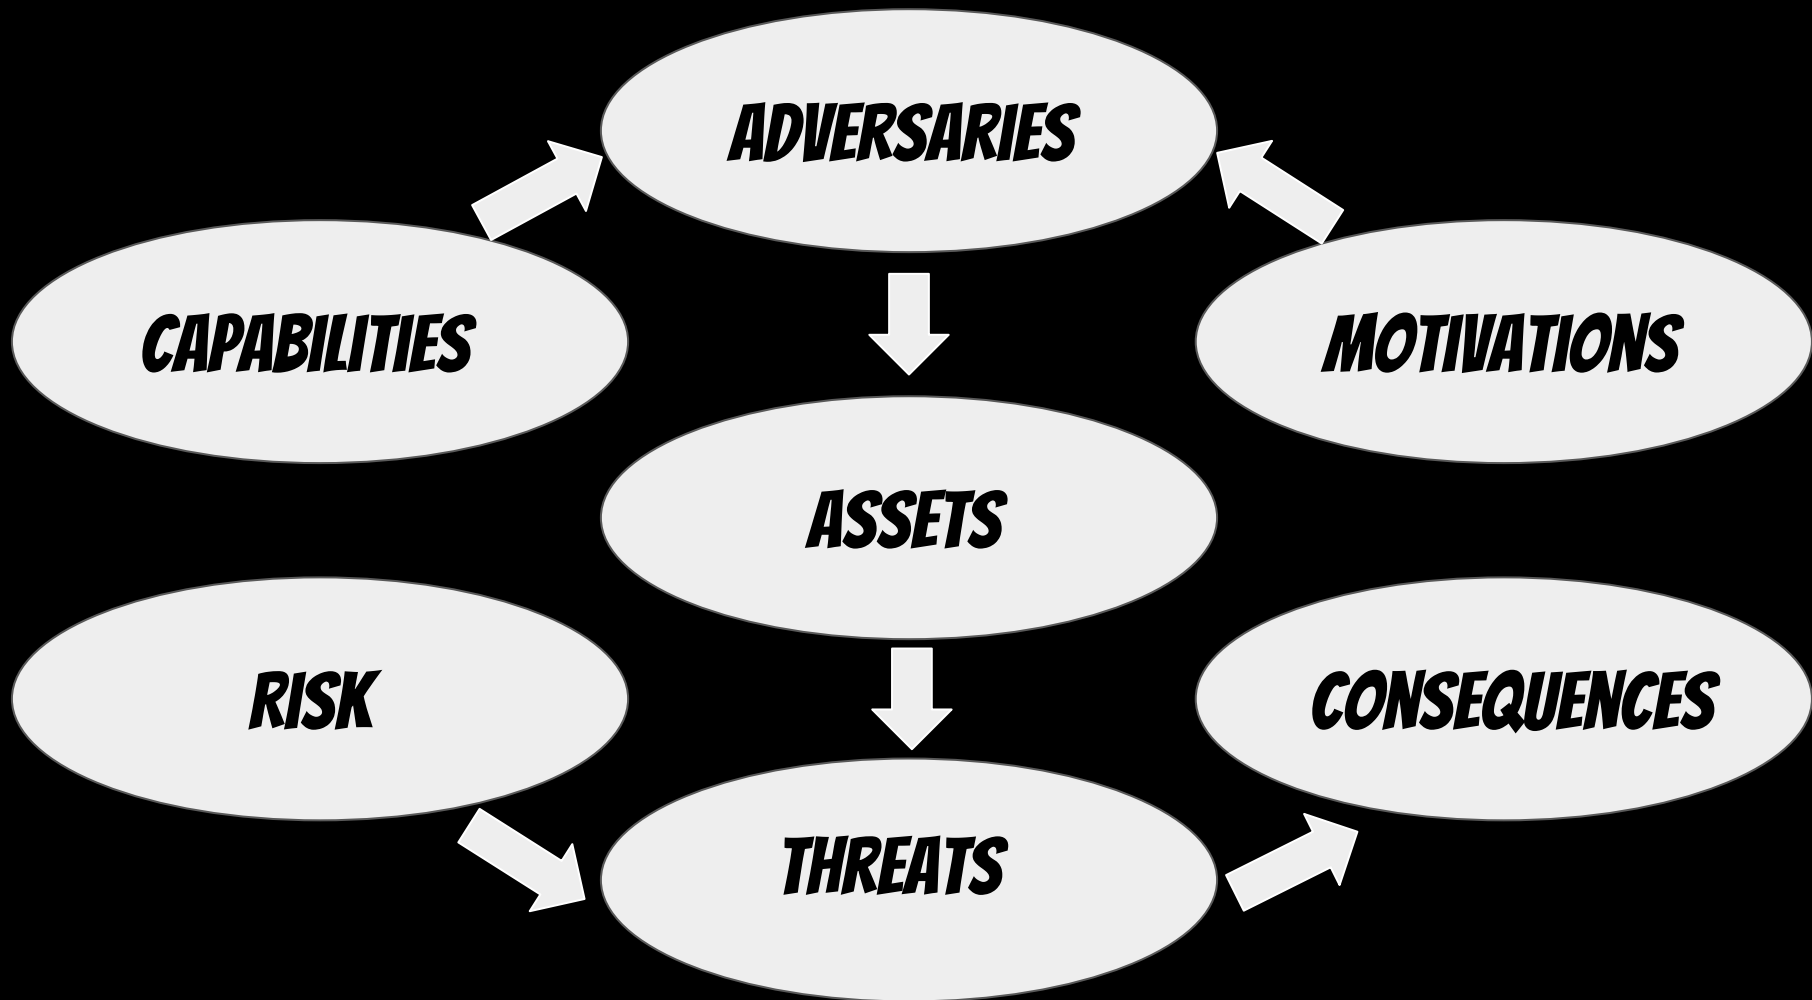 ADVERSARIES
CAPABILITIES
MOTIVATIONS
ASSETS
RISK
CONSEQUENCES
THREATS